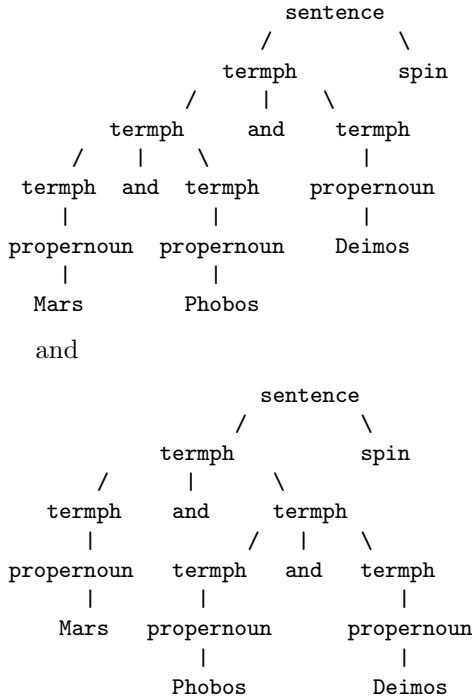 sentence
/ \
termph spin
/ | \
termph and termph
/ | \ |
termph and termph propernoun
| | |
propernoun propernoun Deimos
| |
Mars Phobos
and
sentence
/ \
termph spin
/ | \
termph and termph
| / | \
propernoun termph and termph
| | |
Mars propernoun propernoun
| |
Phobos Deimos